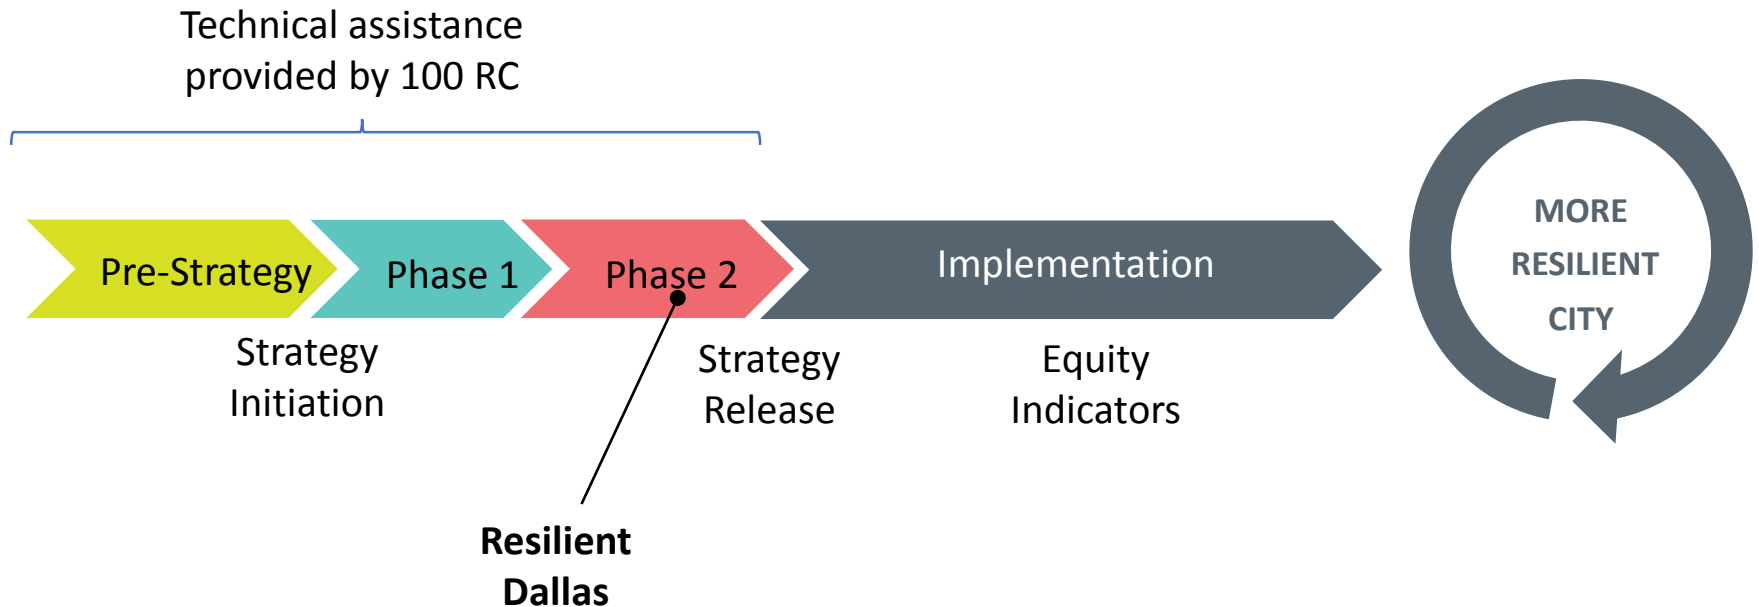 Technical assistance
provided by 100 RC
Pre-Strategy
Phase 1
Phase 2
Implementation
MORE
RESILIENT
CITY
Strategy
Initiation
Strategy
Release
Equity
Indicators
Resilient
Dallas